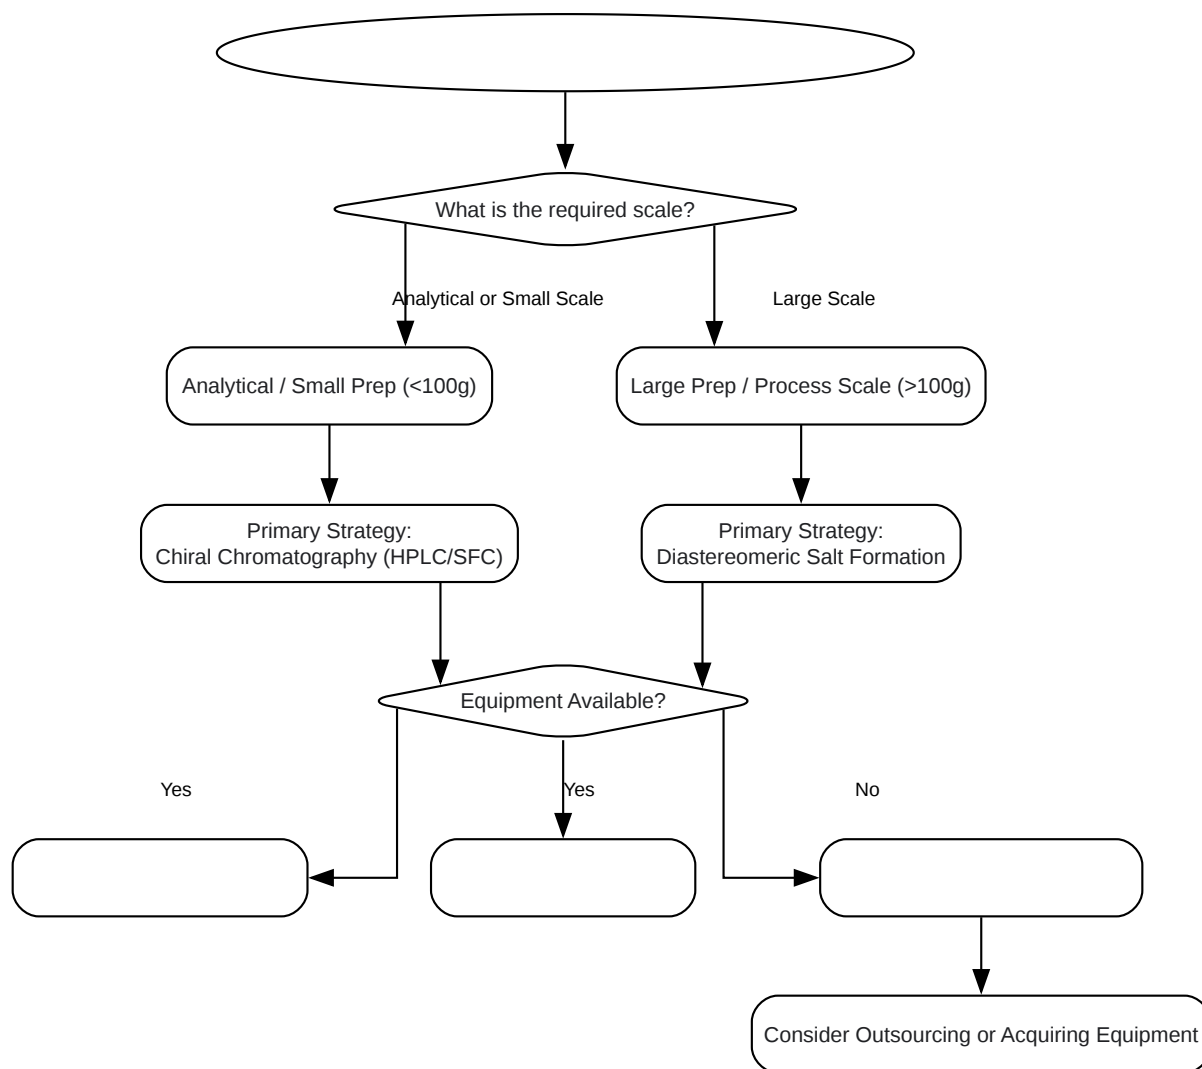 What is the required scale?
Analytical or Small Scale
Large Scale
Analytical / Small Prep (<100g)
Large Prep / Process Scale (>100g)
Primary Strategy:
Chiral Chromatography (HPLC/SFC)
Primary Strategy:
Diastereomeric Salt Formation
Equipment Available?
Yes
Yes
No
Consider Outsourcing or Acquiring Equipment